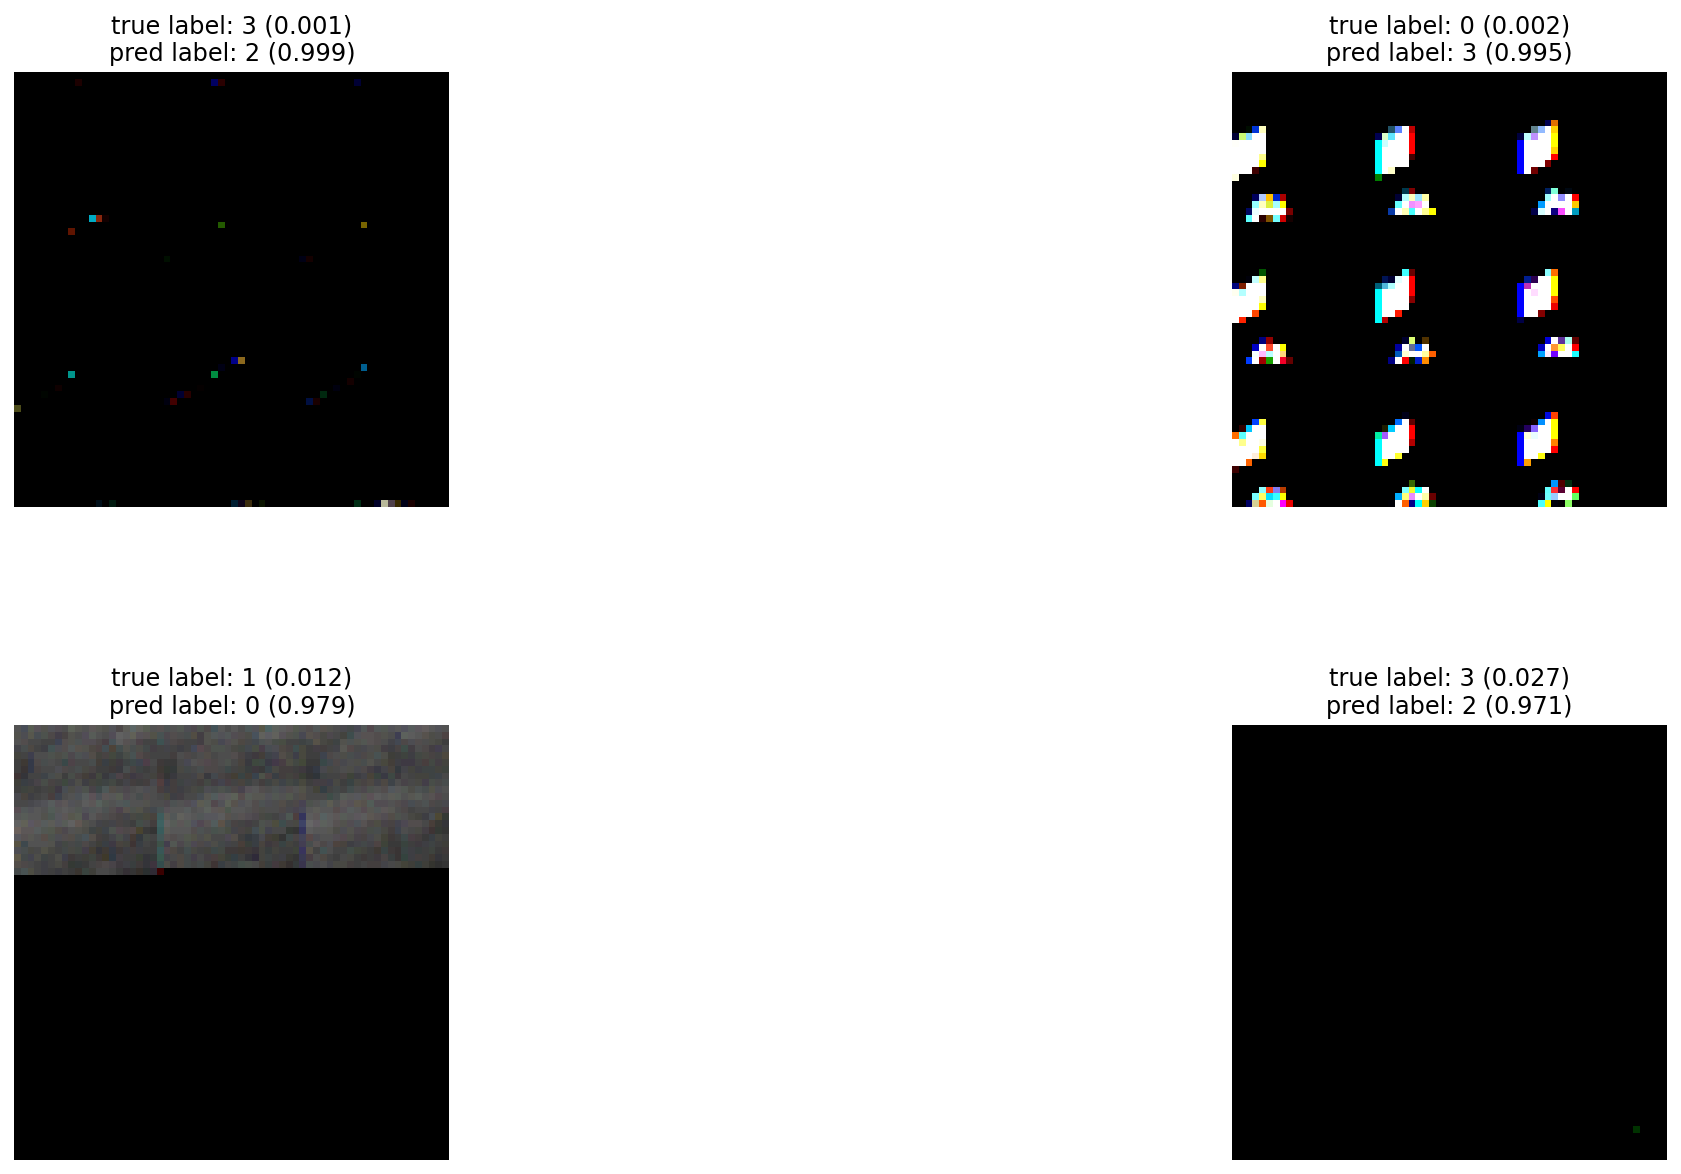 true label: 3 (0.001)
pred label: 2 (0.999)
true label: 0 (0.002)
pred label: 3 (0.995)
true label: 1 (0.012)
pred label: 0 (0.979)
true label: 3 (0.027)
pred label: 2 (0.971)